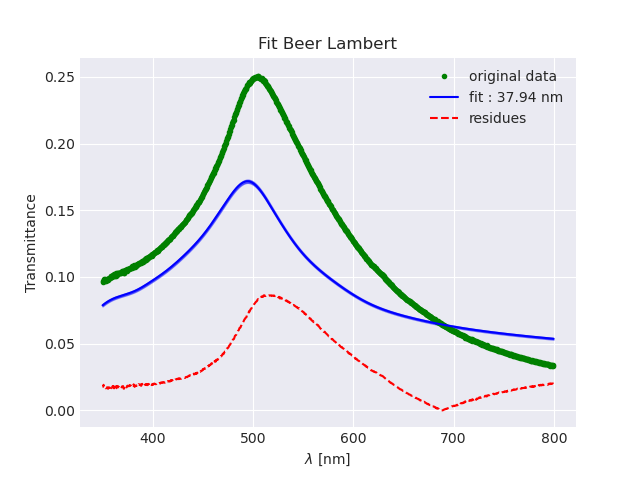 Fit Beer Lambert
original data
fit : 37.94 nm
residues
Transmittance
0.25
0.20
0.15
0.10
0.05
0.00
400 500 600 700 800
λ [nm]